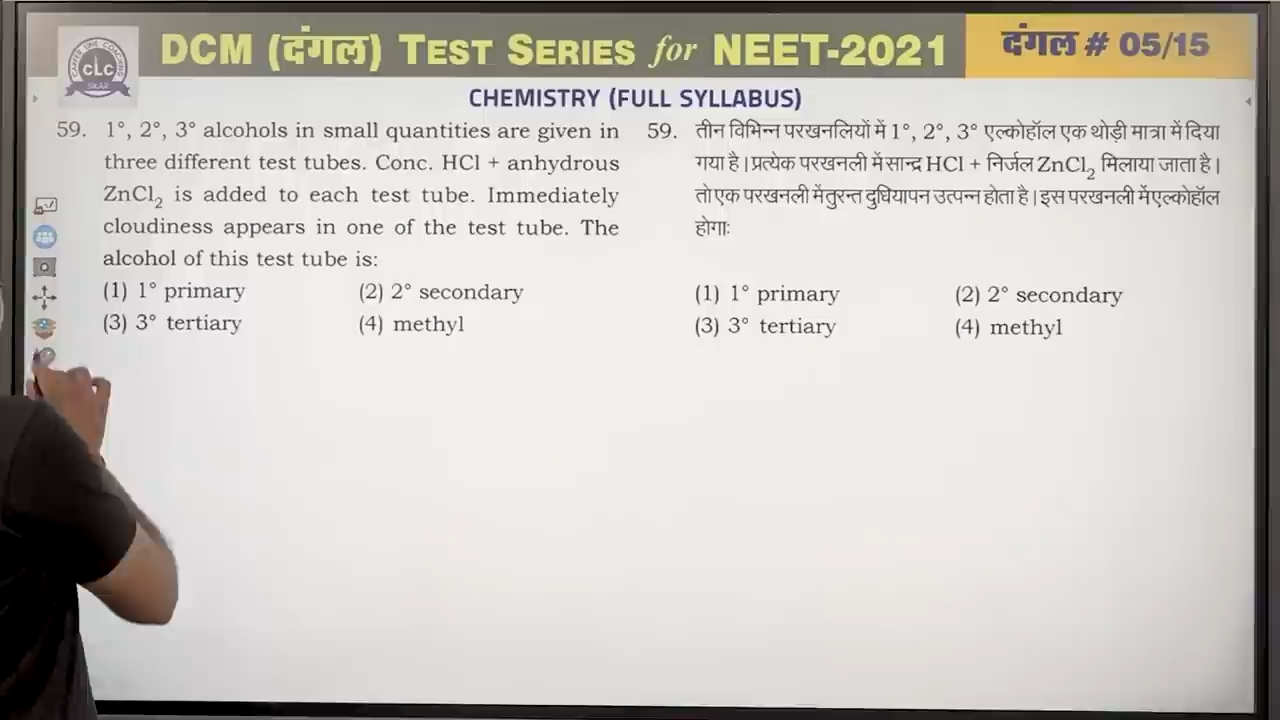 DCM (दंगल) TEST SERIES for NEET-2021
दंगल # 05/15
CLC
SIKAR
CHEMISTRY (FULL SYLLABUS)
59. 1°, 2°, 3° alcohols in small quantities are given in
three different test tubes. Conc. HCl + anhydrous
ZnCl₂ is added to each test tube. Immediately
cloudiness appears in one of the test tube. The
alcohol of this test tube is:
(1) 1° primary (2) 2° secondary
(3) 3° tertiary (4) methyl
59. तीन विभिन्न परखनलियों में 1°, 2°, 3° एल्कोहॉल एक थोड़ी मात्रा में दिया
गया है। प्रत्येक परखनली में सान्द्र HCl + निर्जल ZnCl₂ मिलाया जाता है।
तो एक परखनली में तुरन्त दुधियापन उत्पन्न होता है। इस परखनली में एल्कोहॉल
होगाः
(1) 1° primary (2) 2° secondary
(3) 3° tertiary (4) methyl